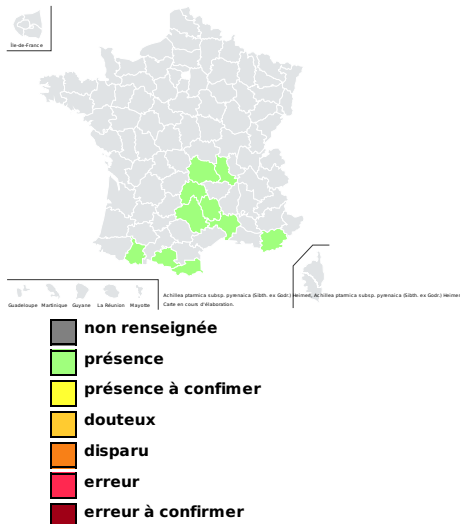 Île-de-France
Guadeloupe Martinique Guyane La Réunion Mayotte
Achillea ptarmica subsp. pyrenaica (Sibth. ex Godr.) Heimerl, Achillea ptarmica subsp. pyrenaica (Sibth. ex Godr.) Heimerl
Carte en cours d'élaboration.
non renseignée
présence
présence à confimer
douteux
disparu
erreur
erreur à confirmer